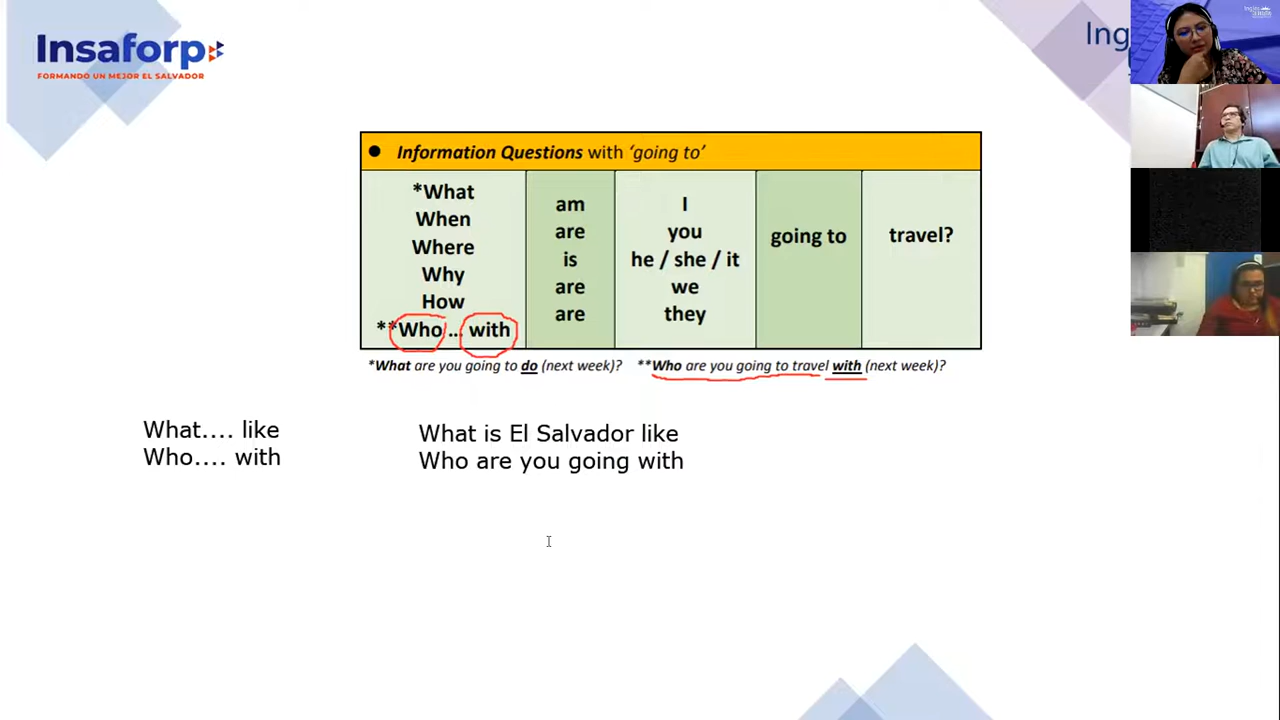 Insaforp
FORMANDO UN MEJOR EL SALVADOR
Ing
● Information Questions with ‘going to’
*What
When
Where
Why
How
**Who ... with
am
are
is
are
are
I
you
he / she / it
we
they
going to
travel?
*What are you going to do (next week)? **Who are you going to travel with (next week)?
What.... like
Who.... with
What is El Salvador like
Who are you going with